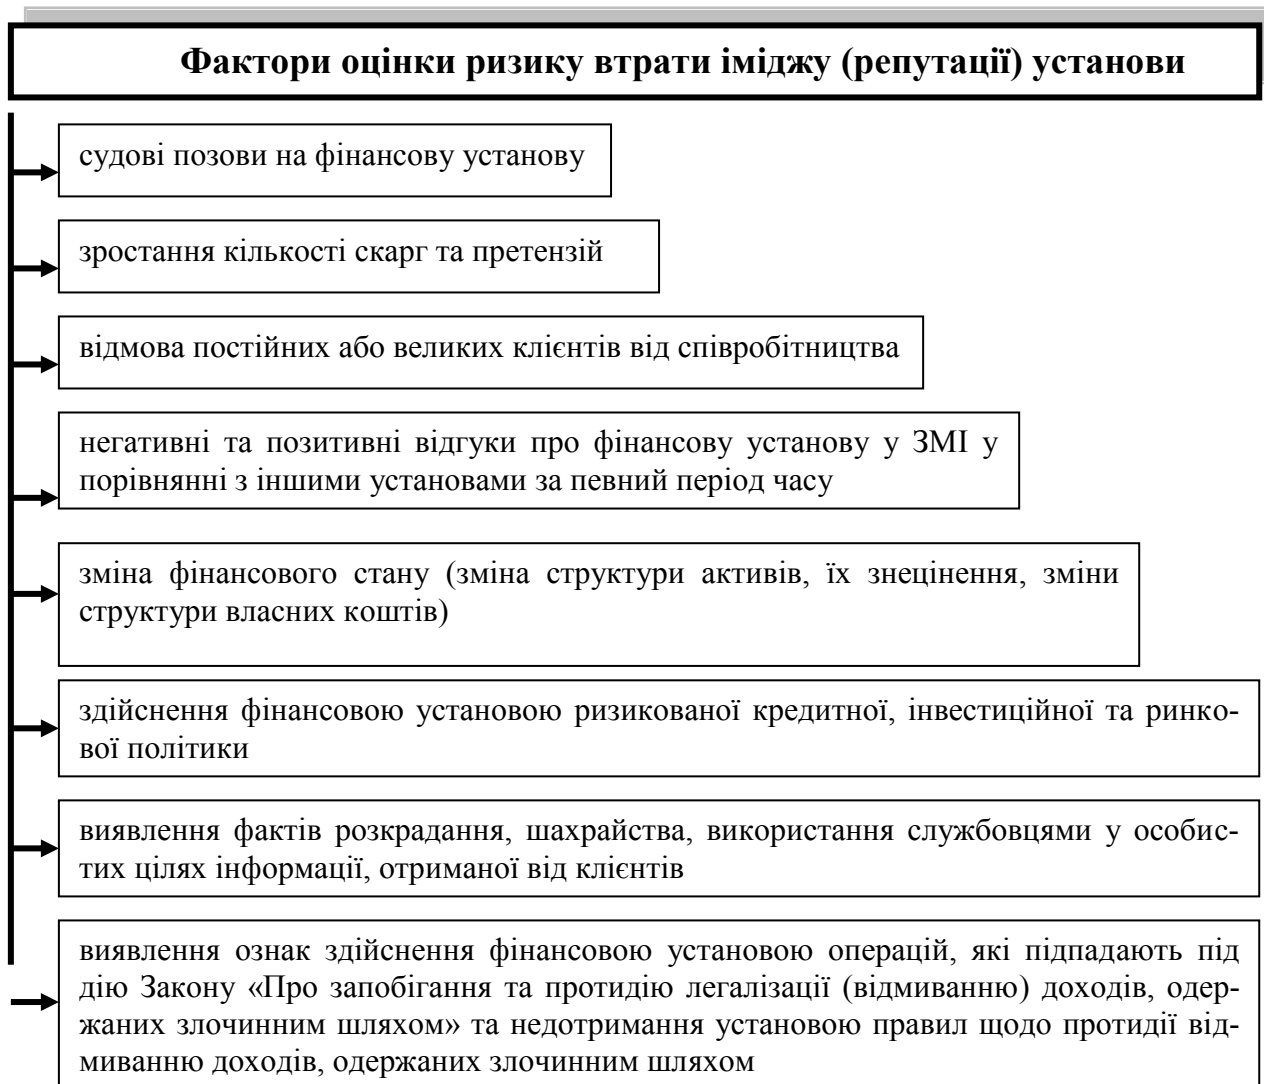 Фактори оцінки ризику втрати іміджу (репутації) установи
судові позови на фінансову установу
зростання кількості скарг та претензій
відмова постійних або великих клієнтів від співробітництва
негативні та позитивні відгуки про фінансову установу у ЗМІ у
порівнянні з іншими установами за певний період часу
зміна фінансового стану (зміна структури активів, їх знецінення, зміни
структури власних коштів)
здійснення фінансовою установою ризикованої кредитної, інвестиційної та ринко-
вої політики
виявлення фактів розкрадання, шахрайства, використання службовцями у особис-
тих цілях інформації, отриманої від клієнтів
виявлення ознак здійснення фінансовою установою операцій, які підпадають під
дію Закону «Про запобігання та протидію легалізації (відмиванню) доходів, одер-
жаних злочинним шляхом» та недотримання установою правил щодо протидії від-
миванню доходів, одержаних злочинним шляхом